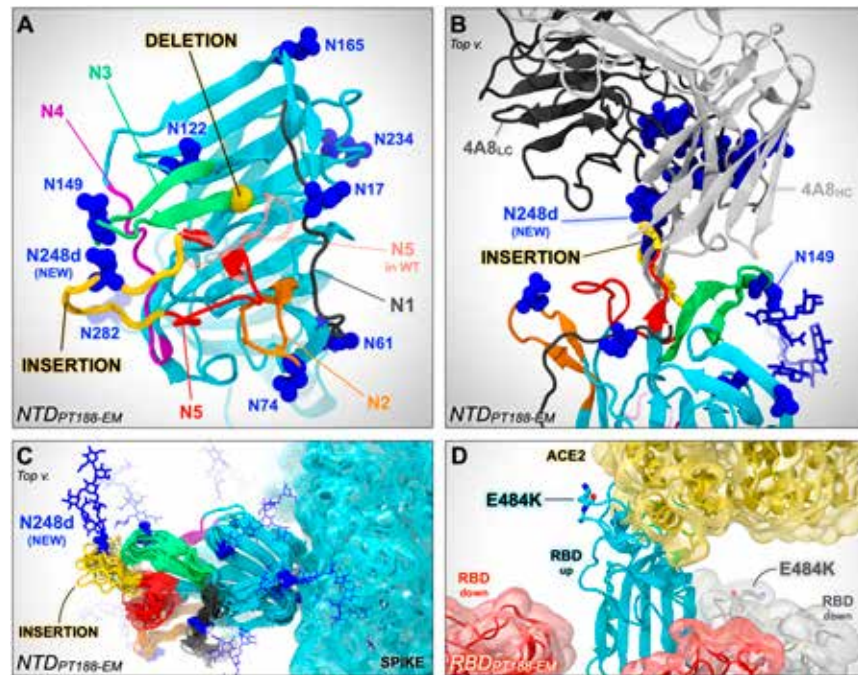 A
DELETION
N165
N3
N4
N122
N234
N149
N17
N248d
(NEW)
N5
in WT
N1
N282
N61
INSERTION
N5
N74
N2
NTDPT188-EM
B
Top v.
4A8LC
4A8HC
N248d
(NEW)
INSERTION
N149
NTDPT188-EM
C
Top v.
N248d
(NEW)
INSERTION
NTDPT188-EM
SPIKE
D
ACE2
E484K
RBD
up
E484K
RBD
down
RBD
down
RBDPT188-EM